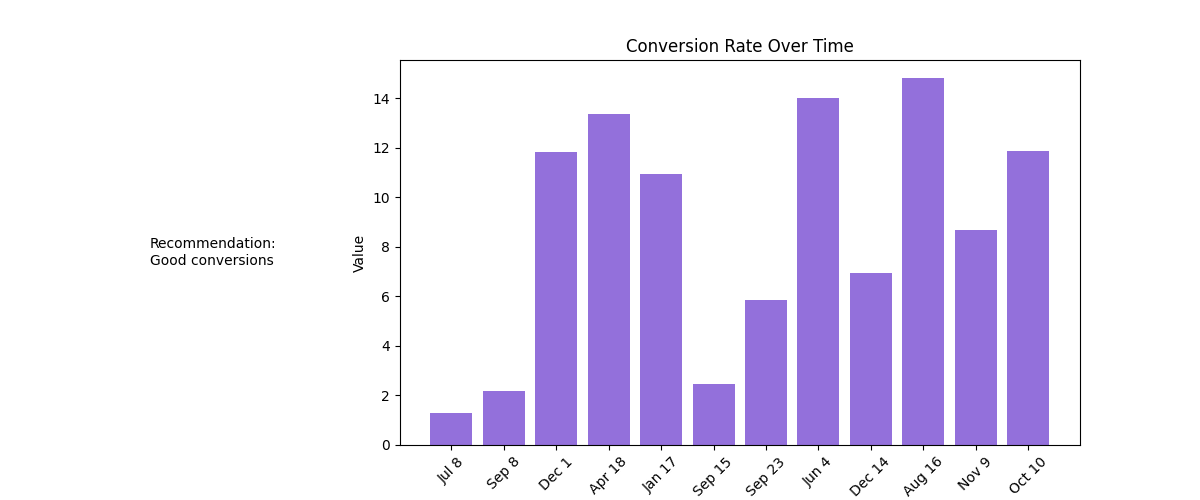 Conversion Rate Over Time
Recommendation:
Good conversions
Value
14
12
10
8
6
4
2
0
Jul 8
Sep 8
Dec 1
Apr 18
Jan 17
Sep 15
Sep 23
Jun 4
Dec 14
Aug 16
Nov 9
Oct 10